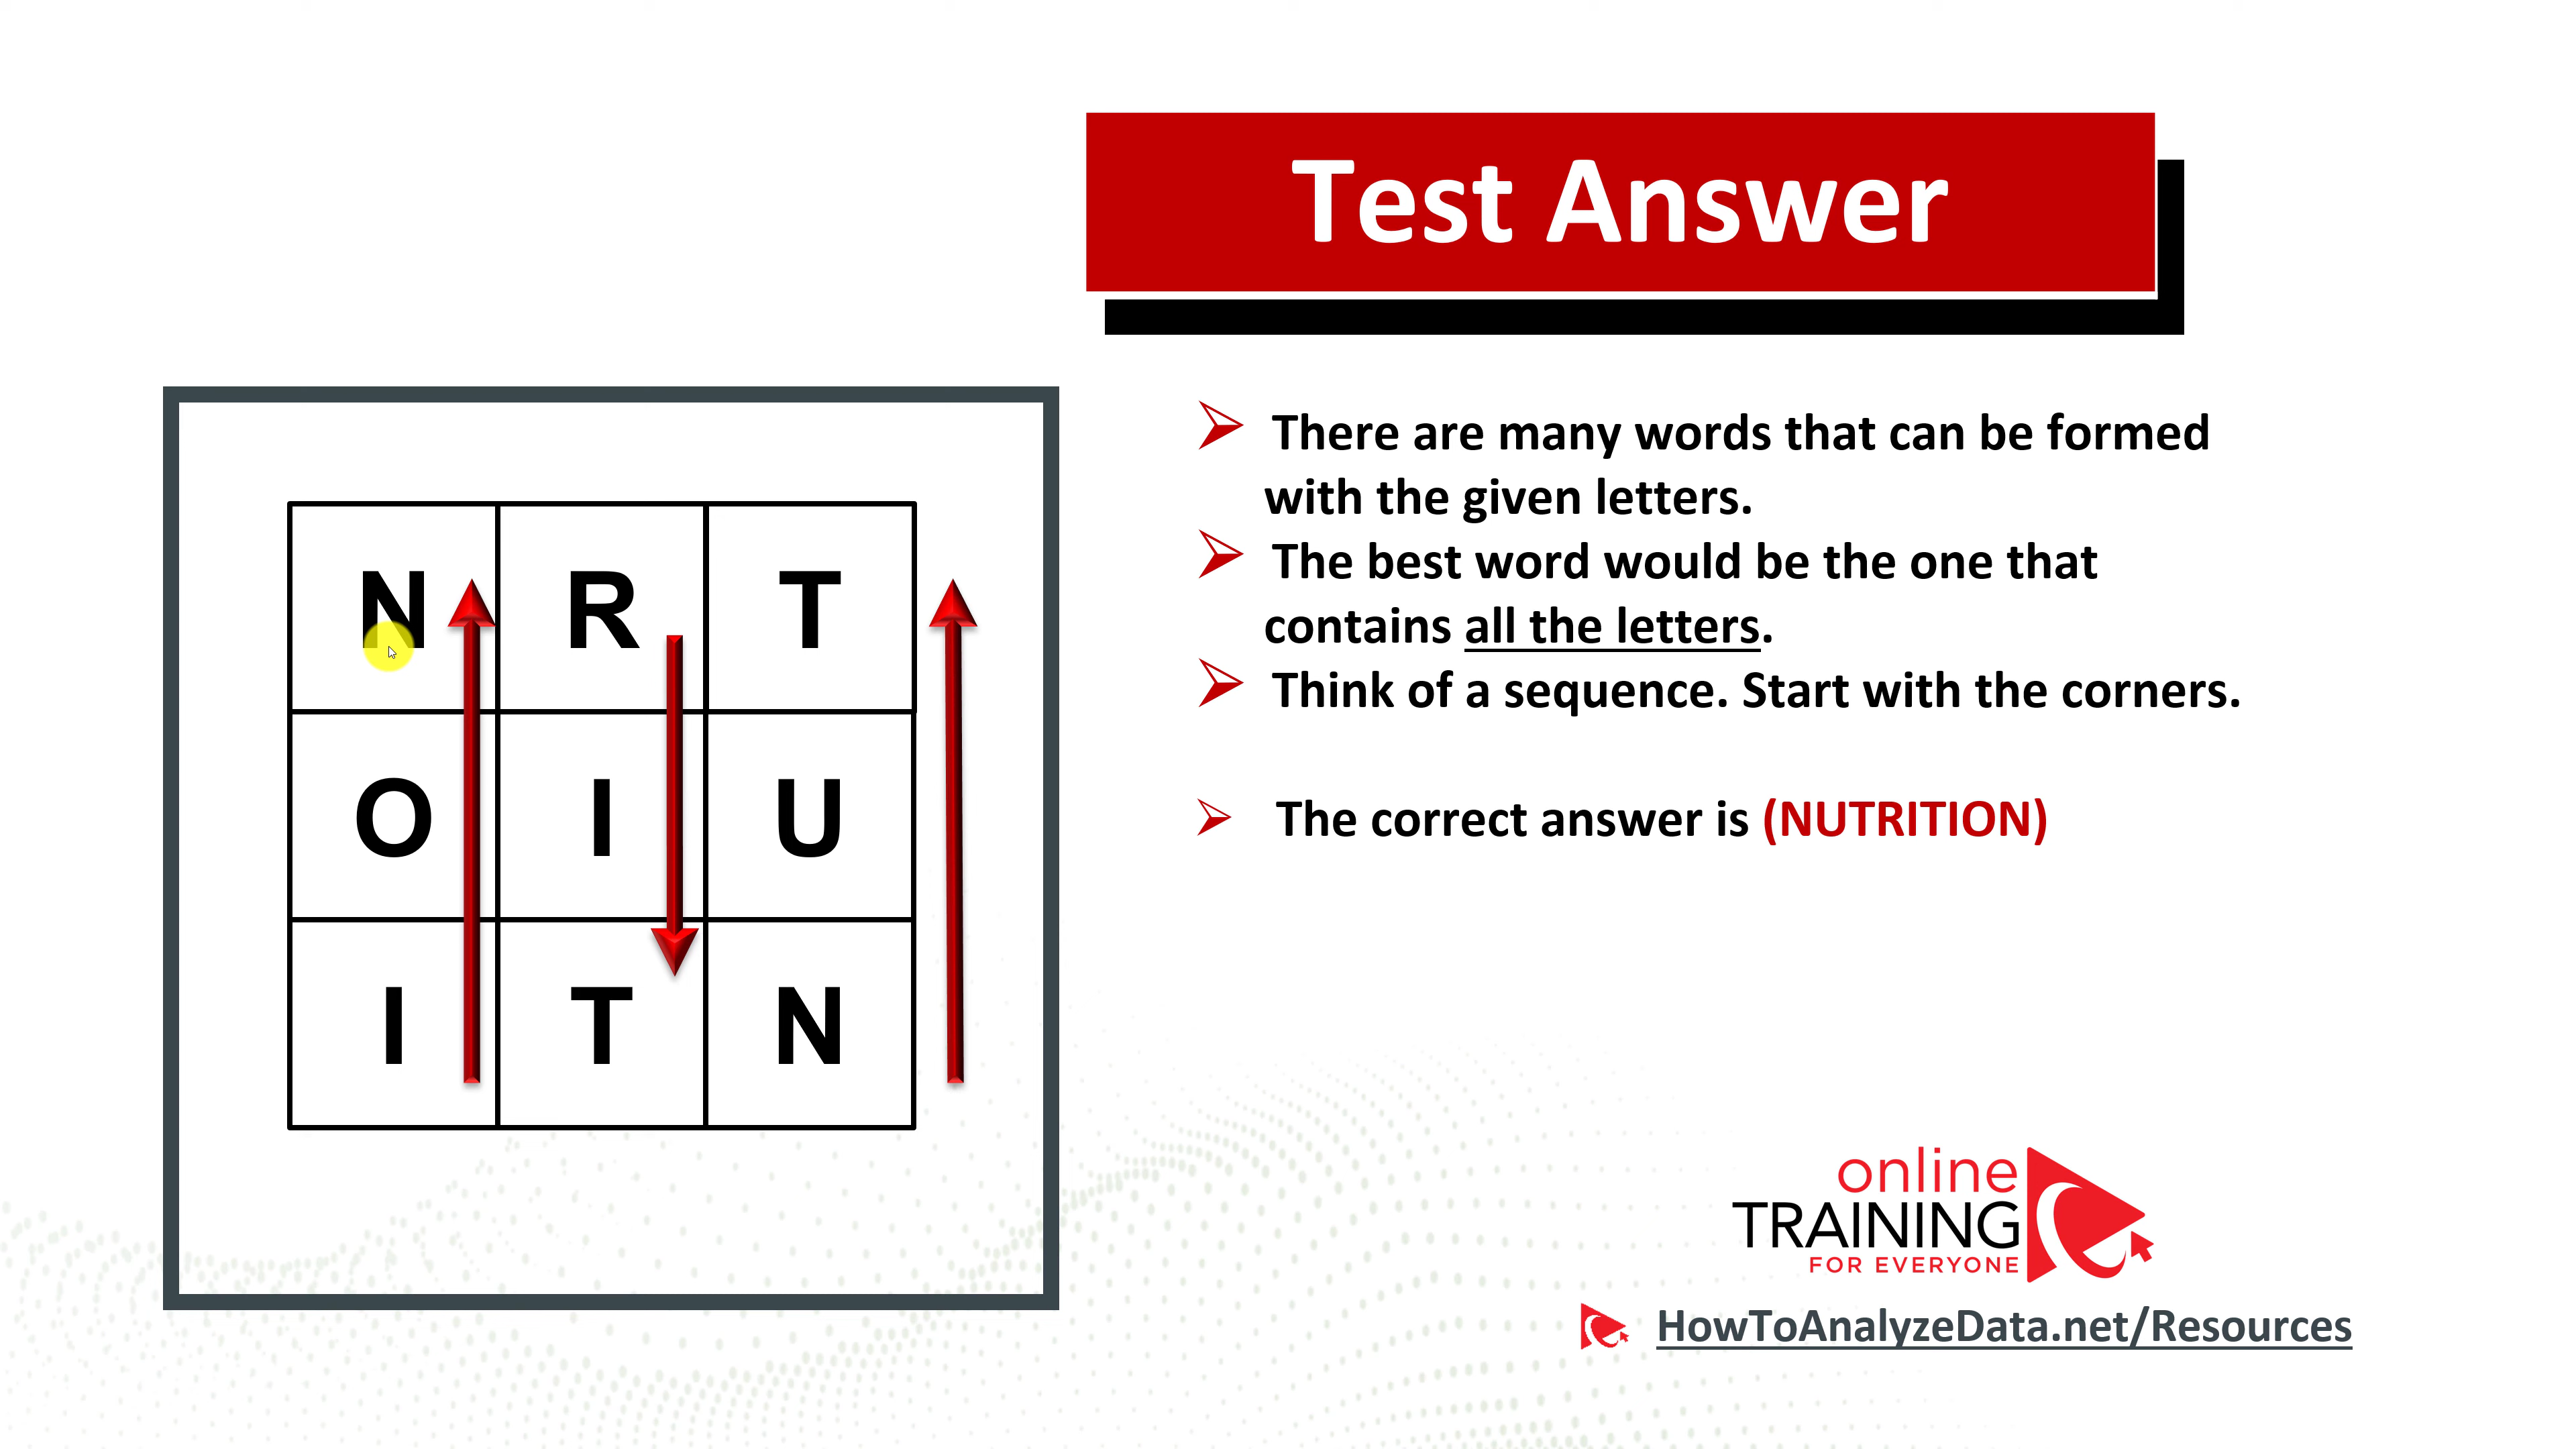 Test Answer
N R T
O I U
I T N
There are many words that can be formed
with the given letters.
The best word would be the one that
contains all the letters.
Think of a sequence. Start with the corners.
The correct answer is (NUTRITION)
online
TRAINING
FOR EVERYONE
HowToAnalyzeData.net/Resources